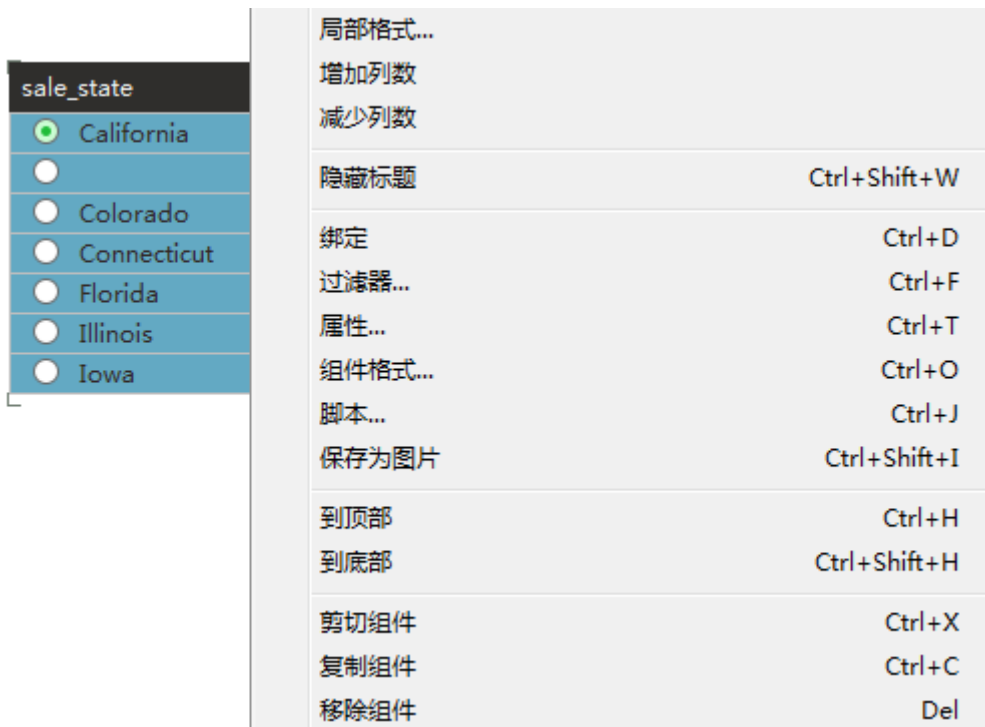 sale_state
California
Colorado
Connecticut
Florida
Illinois
Iowa
局部格式...
增加列数
减少列数
隐藏标题 Ctrl+Shift+W
绑定 Ctrl+D
过滤器... Ctrl+F
属性... Ctrl+T
组件格式... Ctrl+O
脚本... Ctrl+J
保存为图片 Ctrl+Shift+I
到顶部 Ctrl+H
到底部 Ctrl+Shift+H
剪切组件 Ctrl+X
复制组件 Ctrl+C
移除组件 Del